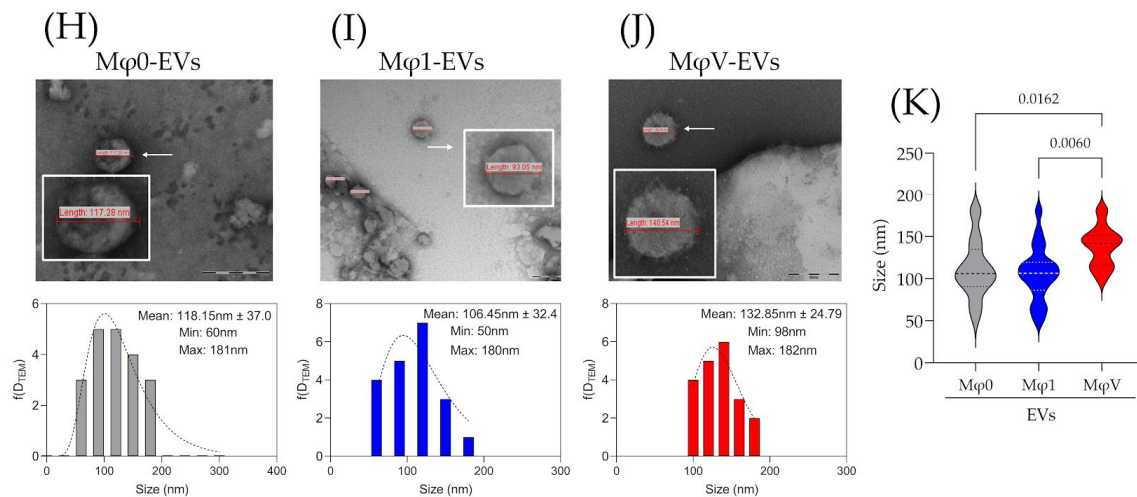 (H)
Mφ0-EVs
Length: 117.28 nm
(I)
Mφ1-EVs
Length: 93.05 nm
(J)
MφV-EVs
Length: 140.54 nm
Mean: 118.15nm ± 37.0
Min: 60nm
Max: 181nm
f(D_TEM)
6
4
2
0
0 100 200 300 400
Size (nm)
Mean: 106.45nm ± 32.4
Min: 50nm
Max: 180nm
f(D_TEM)
8
6
4
2
0
0 100 200 300
Size (nm)
Mean: 132.85nm ± 24.79
Min: 98nm
Max: 182nm
f(D_TEM)
8
6
4
2
0
0 100 200 300
Size (nm)
(K)
0.0162
0.0060
Size (nm)
250
200
150
100
50
0
Mφ0 Mφ1 MφV
EVs